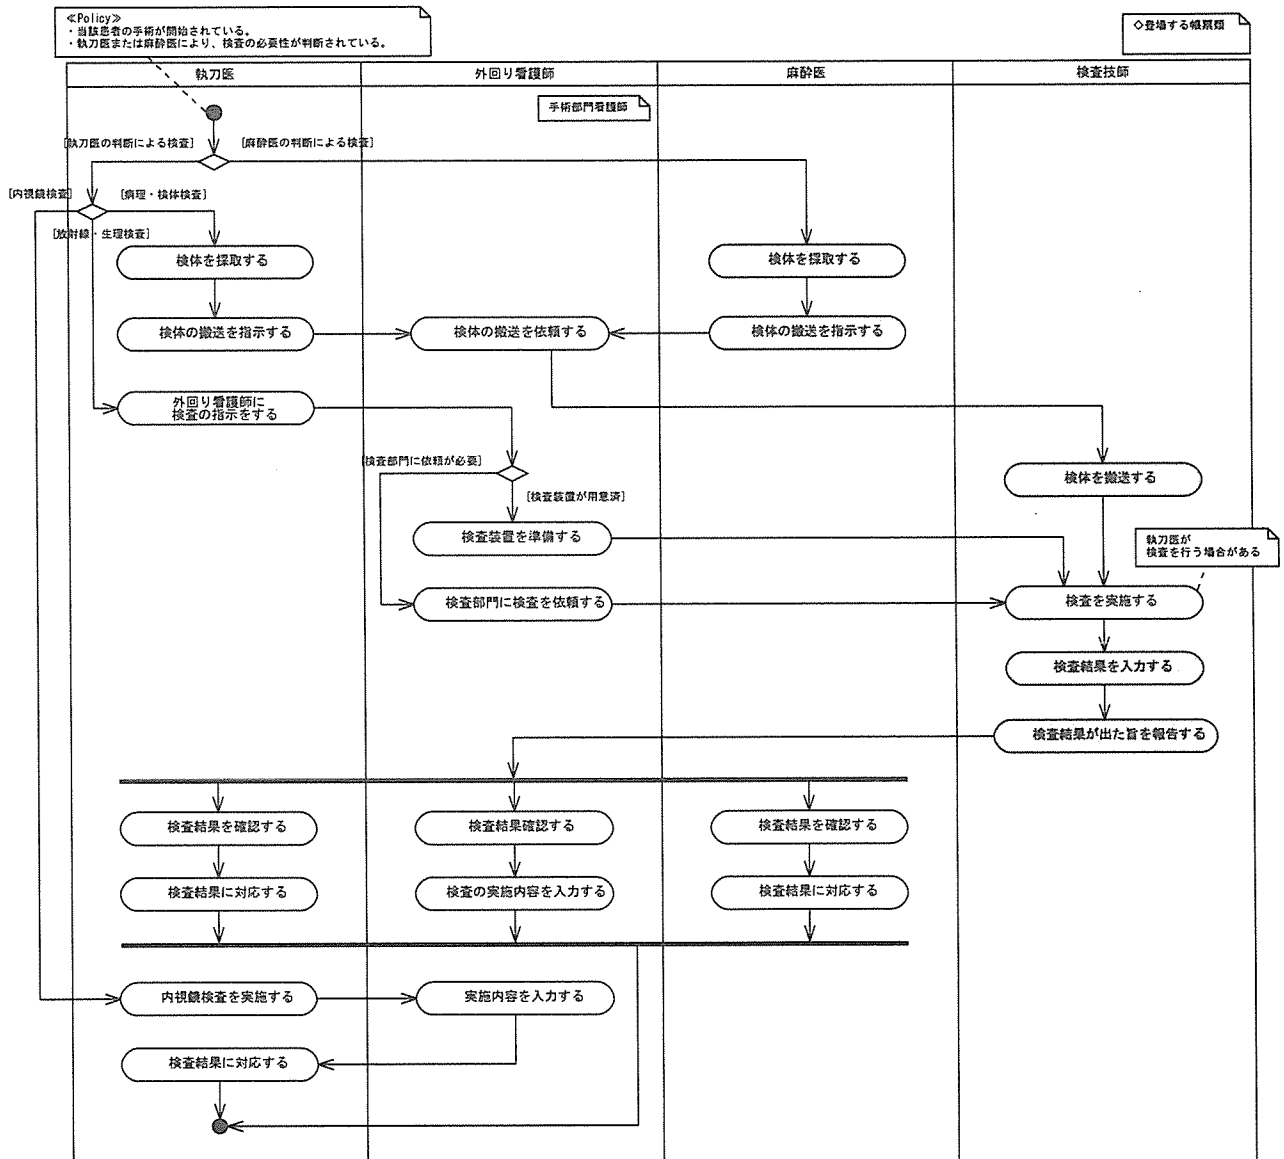 ≪Policy≫
・当該患者の手術が開始されている。
・執刀医または麻酔医により、検査の必要性が判断されている。
◇登場する帳票類
執刀医
外回り看護師
麻酔医
検査技師
手術部門看護師
[執刀医の判断による検査]
[麻酔医の判断による検査]
[内視鏡検査]
[病理・検体検査]
[放射線・生理検査]
検体を採取する
検体を採取する
検体の搬送を指示する
検体の搬送を依頼する
検体の搬送を指示する
外回り看護師に
検査の指示をする
[検査部門に依頼が必要]
検体を搬送する
[検査装置が用意済]
検査装置を準備する
執刀医が
検査を行う場合がある
検査部門に検査を依頼する
検査を実施する
検査結果を入力する
検査結果が出た旨を報告する
検査結果を確認する
検査結果確認する
検査結果を確認する
検査結果に対応する
検査の実施内容を入力する
検査結果に対応する
内視鏡検査を実施する
実施内容を入力する
検査結果に対応する